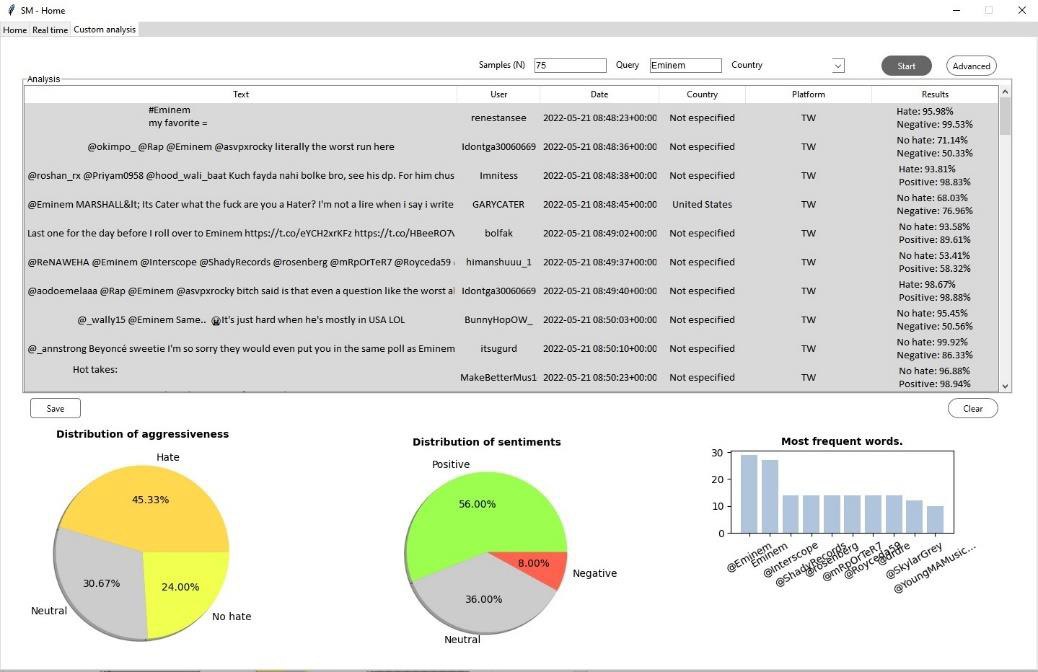 SM - Home
Home Real time Custom analysis
Samples (N) 75 Query Eminem Country Start Advanced
Analysis
Text User Date Country Platform Results
#Eminem
my favorite =
renestansee 2022-05-21 08:48:23+00:00 Not especified TW
Hate: 95.98%
Negative: 99.53%
@okimpo_ @Rap @Eminem @asvpxrocky literally the worst run here Idontga30060669 2022-05-21 08:48:36+00:00 Not especified TW
No hate: 71.14%
Negative: 50.33%
@roshan_rx @Priyam0958 @hood_wali_baat Kuch fayda nahi bolke bro, see his dp. For him chus Imnitess 2022-05-21 08:48:38+00:00 Not especified TW
Hate: 93.81%
Positive: 98.83%
@Eminem MARSHALL&lt; Its Cater what the fuck are you a Hater? I'm not a lire when i say i write GARYCATER 2022-05-21 08:48:45+00:00 United States TW
No hate: 68.03%
Negative: 76.96%
Last one for the day before I roll over to Eminem https://t.co/eYCH2xrKFz https://t.co/HBeeRO7\ bolfak 2022-05-21 08:49:02+00:00 Not especified TW
No hate: 93.58%
Positive: 89.61%
@ReNAWEHA @Eminem @Interscope @ShadyRecords @rosenberg @mRpOrTeR7 @Royceda59 himanshuuu_1 2022-05-21 08:49:37+00:00 Not especified TW
No hate: 53.41%
Positive: 58.32%
@aodoemelaaa @Rap @Eminem @asvpxrocky bitch said is that even a question like the worst al Idontga30060669 2022-05-21 08:49:40+00:00 Not especified TW
Hate: 98.67%
Positive: 98.88%
@_wally15 @Eminem Same.. 😭It's just hard when he's mostly in USA LOL BunnyHopOW_ 2022-05-21 08:50:03+00:00 Not especified TW
No hate: 95.45%
Negative: 50.56%
@_annstrong Beyoncé sweetie I'm so sorry they would even put you in the same poll as Eminem itsugurd 2022-05-21 08:50:10+00:00 Not especified TW
No hate: 99.92%
Negative: 86.33%
Hot takes:
MakeBetterMus1 2022-05-21 08:50:23+00:00 Not especified TW
No hate: 96.88%
Positive: 98.94%
Save Clear
Distribution of aggressiveness
Hate
45.33%
30.67%
24.00%
Neutral
No hate
Distribution of sentiments
Positive
56.00%
8.00%
Negative
36.00%
Neutral
Most frequent words.
30
20
10
0
@Eminem
Eminem
@Interscope
@ShadyRecords
@rosenberg
@mRpOrTeR7
@Royceda59
@drdre
@SkylarGrey
@YoungMAMusic...